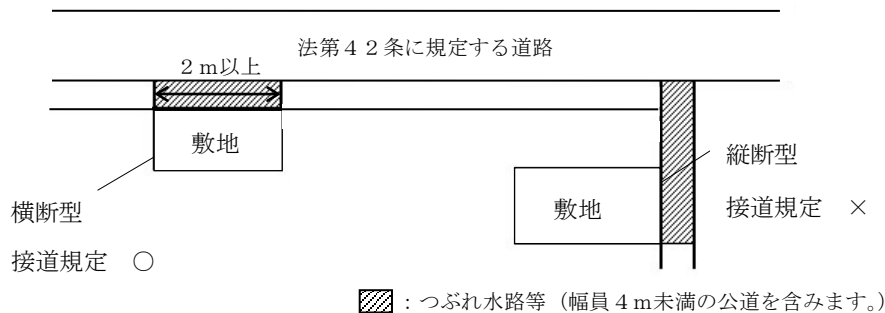 法第４２条に規定する道路
２ｍ以上
敷地
横断型
接道規定　○
敷地
縦断型
接道規定　×
：つぶれ水路等（幅員４ｍ未満の公道を含みます。）